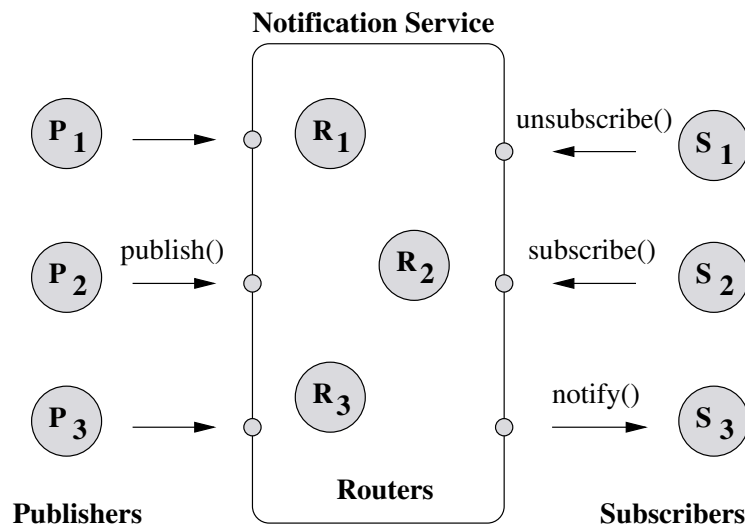 Notification Service
P1
R1
unsubscribe()
S1
publish()
P2
R2
subscribe()
S2
P3
R3
notify()
S3
Routers
Publishers
Subscribers